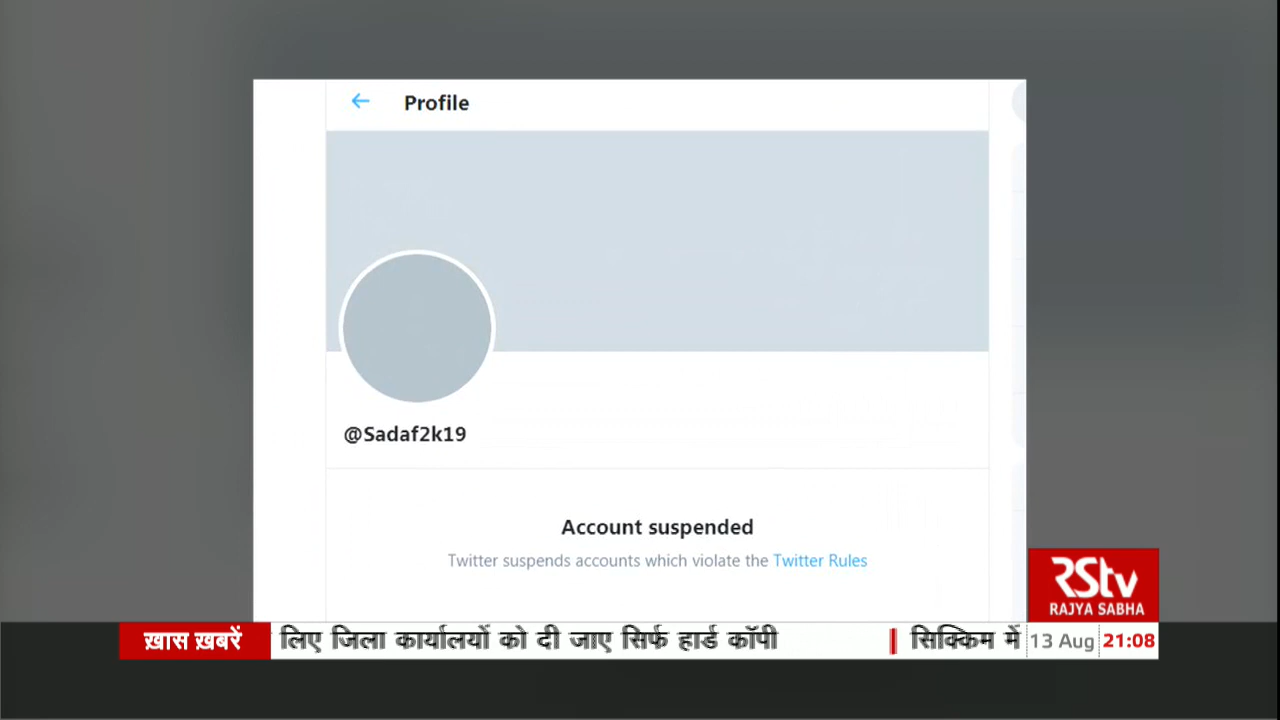 Profile
@Sadaf2k19
Account suspended
Twitter suspends accounts which violate the Twitter Rules
RStv
RAJYA SABHA
ख़ास ख़बरें
लिए जिला कार्यालयों को दी जाए सिर्फ हार्ड कॉपी
सिक्किम में
13 Aug 21:08